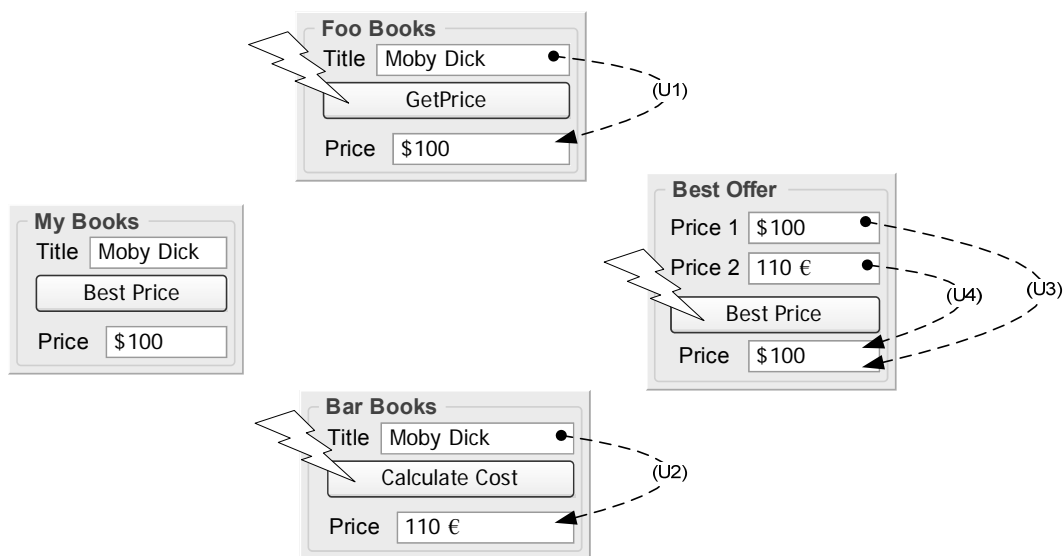 Foo Books
Title Moby Dick
GetPrice
Price $100
(U1)
My Books
Title Moby Dick
Best Price
Price $100
Best Offer
Price 1 $100
Price 2 110 €
Best Price
Price $100
(U4)
(U3)
Bar Books
Title Moby Dick
Calculate Cost
Price 110 €
(U2)